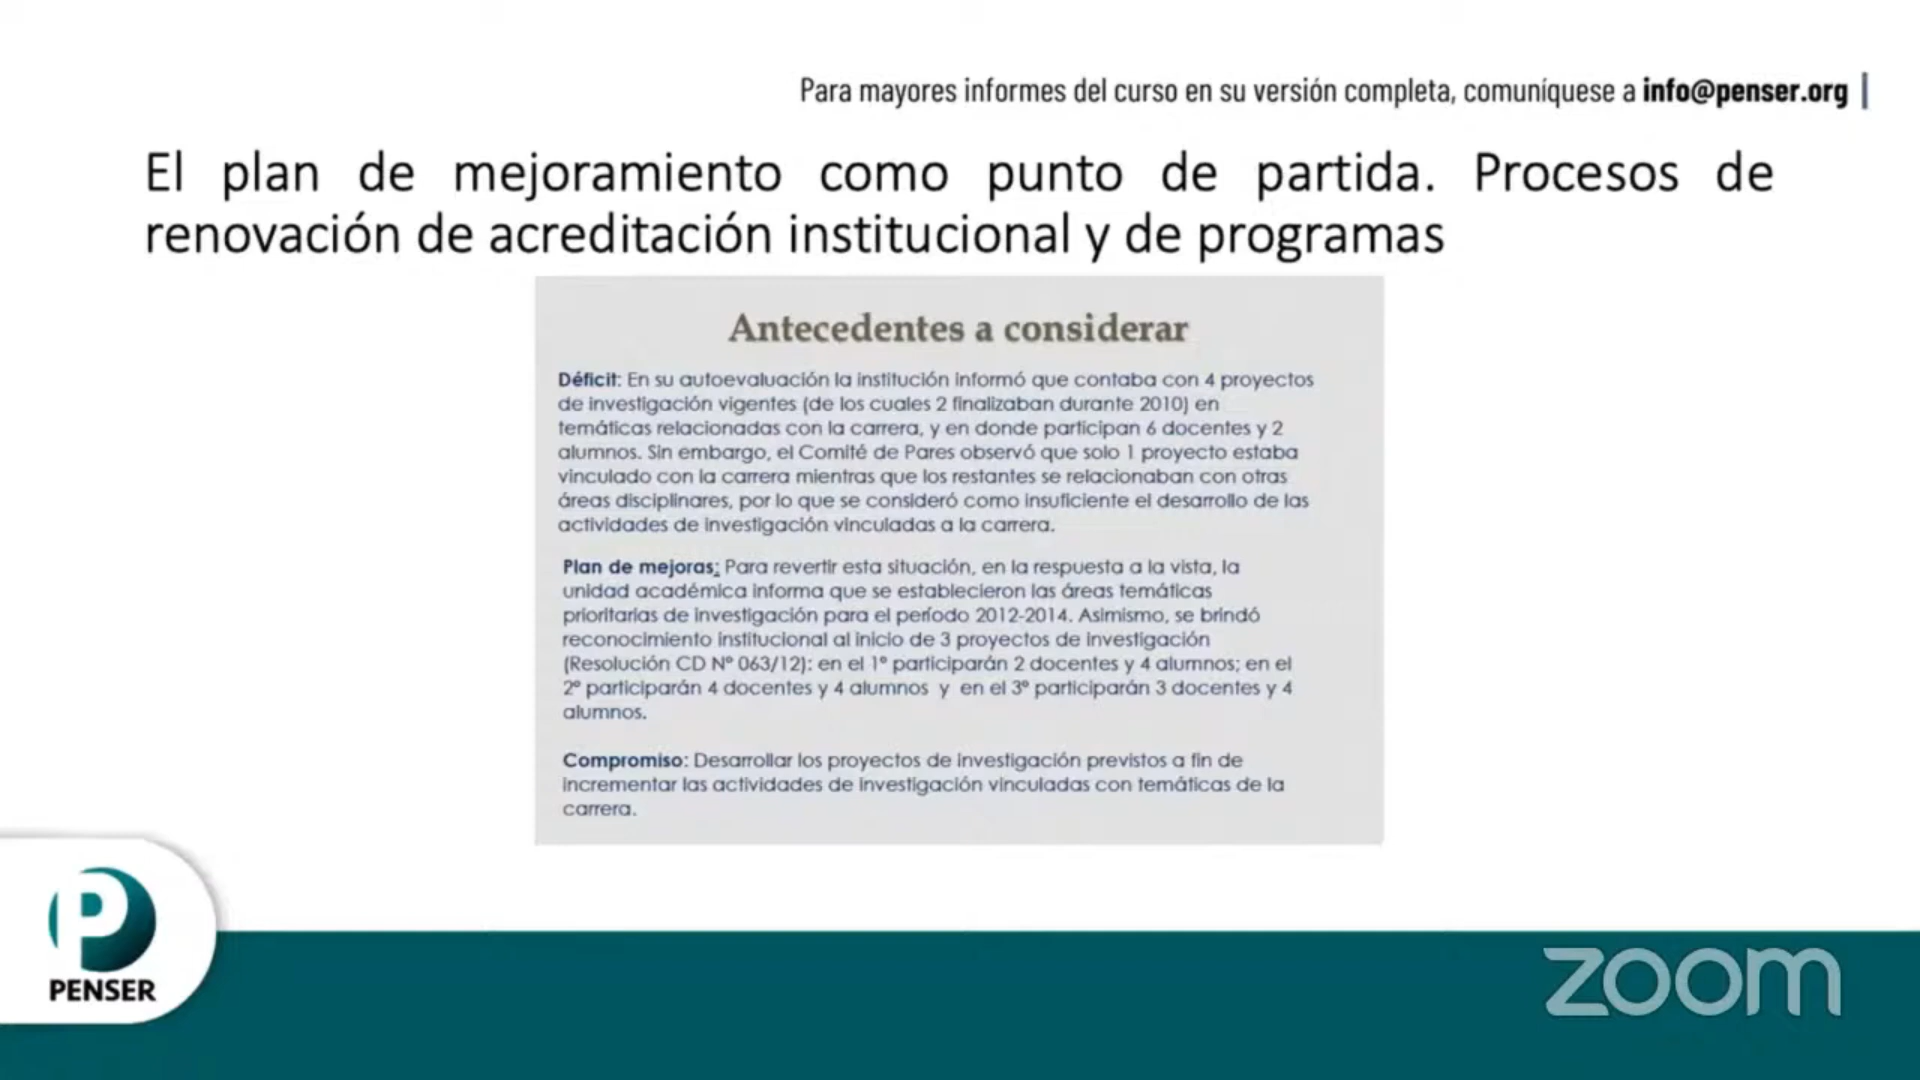 Para mayores informes del curso en su versión completa, comuníquese a info@penser.org |
El plan de mejoramiento como punto de partida. Procesos de
renovación de acreditación institucional y de programas
Antecedentes a considerar
Déficit: En su autoevaluación la institución informó que contaba con 4 proyectos
de investigación vigentes (de los cuales 2 finalizaban durante 2010) en
temáticas relacionadas con la carrera, y en donde participan 6 docentes y 2
alumnos. Sin embargo, el Comité de Pares observó que solo 1 proyecto estaba
vinculado con la carrera mientras que los restantes se relacionaban con otras
áreas disciplinares, por lo que se consideró como insuficiente el desarrollo de las
actividades de investigación vinculadas a la carrera.
Plan de mejoras: Para revertir esta situación, en la respuesta a la vista, la
unidad académica informa que se establecieron las áreas temáticas
prioritarias de investigación para el período 2012-2014. Asimismo, se brindó
reconocimiento institucional al inicio de 3 proyectos de investigación
(Resolución CD Nº 063/12): en el 1º participarán 2 docentes y 4 alumnos; en el
2º participarán 4 docentes y 4 alumnos y en el 3º participarán 3 docentes y 4
alumnos.
Compromiso: Desarrollar los proyectos de investigación previstos a fin de
incrementar las actividades de investigación vinculadas con temáticas de la
carrera.
P
PENSER
zoom